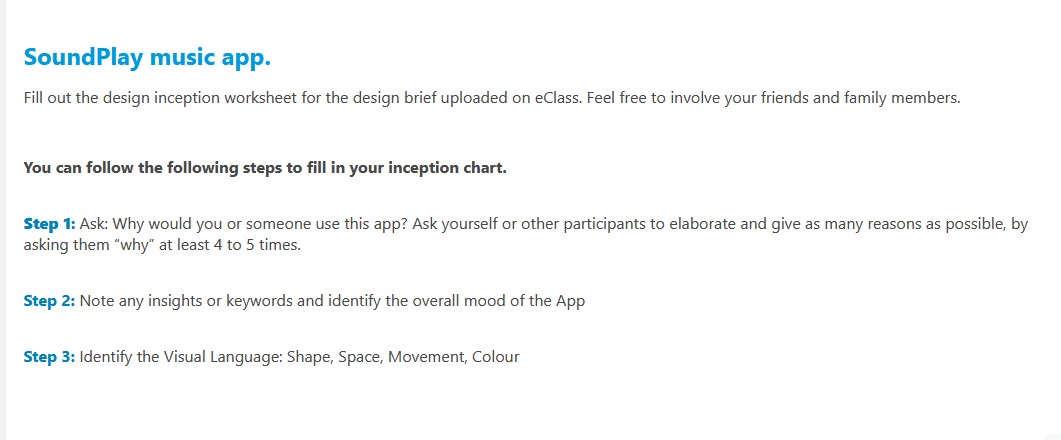 SoundPlay music app.
Fill out the design inception worksheet for the design brief uploaded on eClass. Feel free to involve your friends and family members.
You can follow the following steps to fill in your inception chart.
Step 1: Ask: Why would you or someone use this app? Ask yourself or other participants to elaborate and give as many reasons as possible, by
asking them “why” at least 4 to 5 times.
Step 2: Note any insights or keywords and identify the overall mood of the App
Step 3: Identify the Visual Language: Shape, Space, Movement, Colour